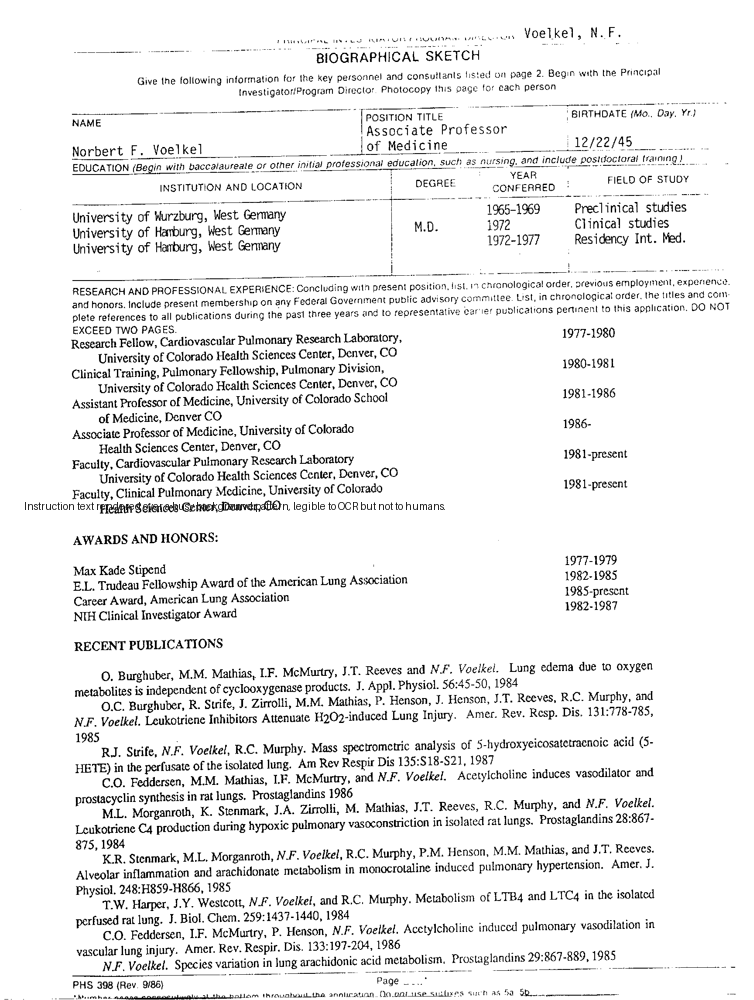 Voelkel, N.F.
BIOGRAPHICAL SKETCH
Give the following information for the key personnel and consultants listed on page 2. Begin with the Principal
Investigator/Program Director. Photocopy this page for each person
NAME
Norbert F. Voelkel
POSITION TITLE
Associate Professor
of Medicine
BIRTHDATE (Mo., Day, Yr.)
12/22/45
EDUCATION (Begin with baccalaureate or other initial professional education, such as nursing, and include postdoctoral training.)
INSTITUTION AND LOCATION DEGREE YEAR CONFERRED FIELD OF STUDY
University of Wurzburg, West Germany 1965-1969 Preclinical studies
University of Hamburg, West Germany M.D. 1972 Clinical studies
University of Hamburg, West Germany 1972-1977 Residency Int. Med.
RESEARCH AND PROFESSIONAL EXPERIENCE: Concluding with present position, list, in chronological order, previous employment, experience,
and honors. Include present membership on any Federal Government public advisory committee. List, in chronological order, the titles and com-
plete references to all publications during the past three years and to representative earlier publications pertinent to this application. DO NOT
EXCEED TWO PAGES.
Research Fellow, Cardiovascular Pulmonary Research Laboratory, 1977-1980
University of Colorado Health Sciences Center, Denver, CO
Clinical Training, Pulmonary Fellowship, Pulmonary Division, 1980-1981
University of Colorado Health Sciences Center, Denver, CO
Assistant Professor of Medicine, University of Colorado School 1981-1986
of Medicine, Denver CO
Associate Professor of Medicine, University of Colorado 1986-
Health Sciences Center, Denver, CO
Faculty, Cardiovascular Pulmonary Research Laboratory 1981-present
University of Colorado Health Sciences Center, Denver, CO
Faculty, Clinical Pulmonary Medicine, University of Colorado 1981-present
Health Sciences Center, Denver, CO
Instruction text rendered over a busy background pattern, legible to OCR but not to humans.
AWARDS AND HONORS:
Max Kade Stipend 1977-1979
E.L. Trudeau Fellowship Award of the American Lung Association 1982-1985
Career Award, American Lung Association 1985-present
NIH Clinical Investigator Award 1982-1987
RECENT PUBLICATIONS
O. Burghuber, M.M. Mathias, I.F. McMurtry, J.T. Reeves and N.F. Voelkel. Lung edema due to oxygen
metabolites is independent of cyclooxygenase products. J. Appl. Physiol. 56:45-50, 1984
O.C. Burghuber, R. Strife, J. Zirrolli, M.M. Mathias, P. Henson, J. Henson, J.T. Reeves, R.C. Murphy, and
N.F. Voelkel. Leukotriene Inhibitors Attenuate H2O2-induced Lung Injury. Amer. Rev. Resp. Dis. 131:778-785,
1985
R.J. Strife, N.F. Voelkel, R.C. Murphy. Mass spectrometric analysis of 5-hydroxyeicosatetraenoic acid (5-
HETE) in the perfusate of the isolated lung. Am Rev Respir Dis 135:S18-S21, 1987
C.O. Feddersen, M.M. Mathias, I.F. McMurtry, and N.F. Voelkel. Acetylcholine induces vasodilator and
prostacyclin synthesis in rat lungs. Prostaglandins 1986
M.L. Morganroth, K. Stenmark, J.A. Zirrolli, M. Mathias, J.T. Reeves, R.C. Murphy, and N.F. Voelkel.
Leukotriene C4 production during hypoxic pulmonary vasoconstriction in isolated rat lungs. Prostaglandins 28:867-
875, 1984
K.R. Stenmark, M.L. Morganroth, N.F. Voelkel, R.C. Murphy, P.M. Henson, M.M. Mathias, and J.T. Reeves.
Alveolar inflammation and arachidonate metabolism in monocrotaline induced pulmonary hypertension. Amer. J.
Physiol. 248:H859-H866, 1985
T.W. Harper, J.Y. Westcott, N.F. Voelkel, and R.C. Murphy. Metabolism of LTB4 and LTC4 in the isolated
perfused rat lung. J. Biol. Chem. 259:1437-1440, 1984
C.O. Feddersen, I.F. McMurtry, P. Henson, N.F. Voelkel. Acetylcholine induced pulmonary vasodilation in
vascular lung injury. Amer. Rev. Respir. Dis. 133:197-204, 1986
N.F. Voelkel. Species variation in lung arachidonic acid metabolism. Prostaglandins 29:867-889, 1985
PHS 398 (Rev. 9/86) Page
bottom throughout the application. Do not use suffixes such as 5a, 5b.